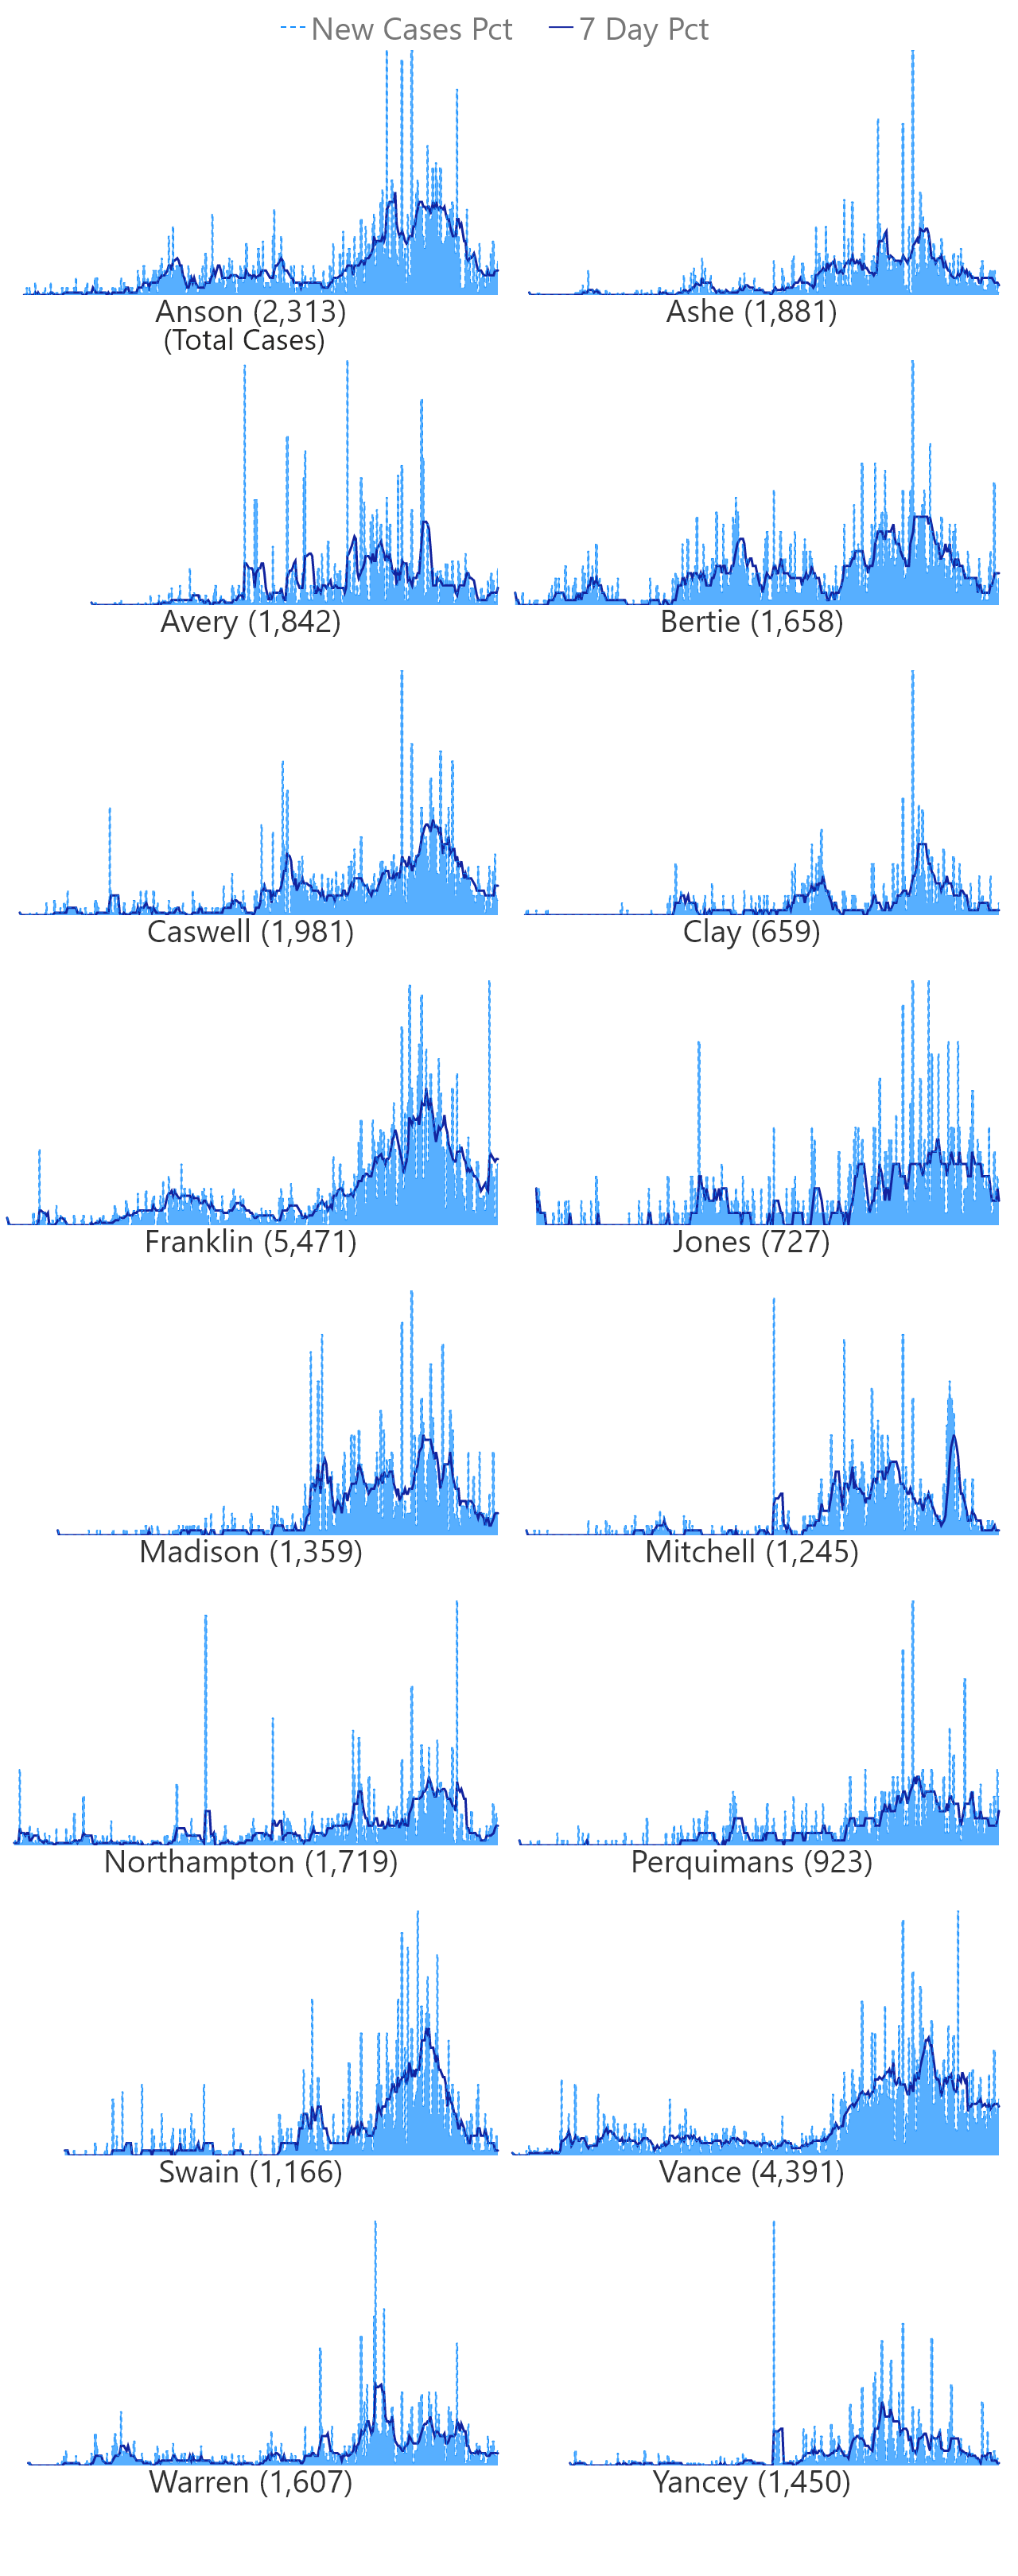 New Cases Pct 7 Day Pct
Anson (2,313)
(Total Cases)
Ashe (1,881)
Avery (1,842)
Bertie (1,658)
Caswell (1,981)
Clay (659)
Franklin (5,471)
Jones (727)
Madison (1,359)
Mitchell (1,245)
Northampton (1,719)
Perquimans (923)
Swain (1,166)
Vance (4,391)
Warren (1,607)
Yancey (1,450)